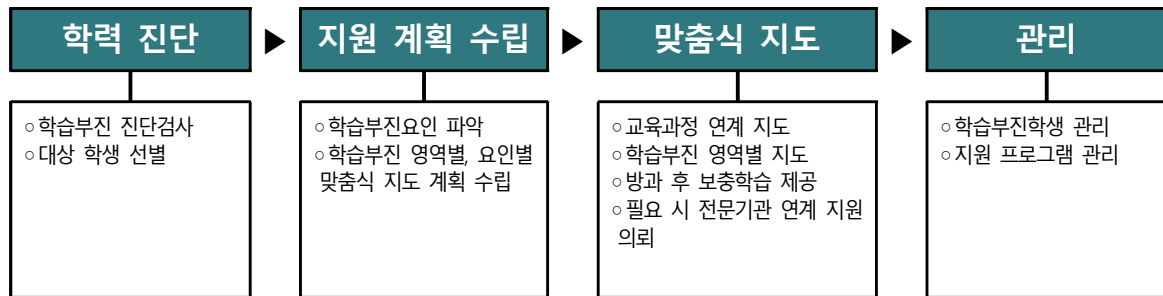 학력 진단
▶
지원 계획 수립
▶
맞춤식 지도
▶
관리
○학습부진 진단검사
○대상 학생 선별
○학습부진요인 파악
○학습부진 영역별, 요인별
맞춤식 지도 계획 수립
○교육과정 연계 지도
○학습부진 영역별 지도
○방과 후 보충학습 제공
○필요 시 전문기관 연계 지원
의뢰
○학습부진학생 관리
○지원 프로그램 관리